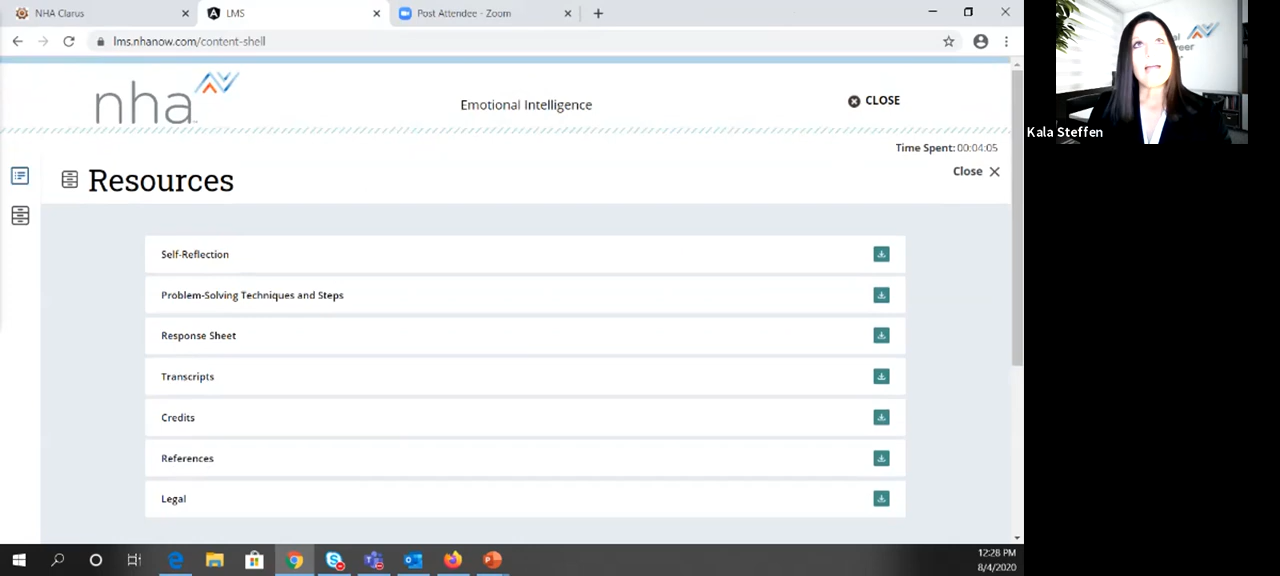 NHA Clarus
LMS
Post Attendee - Zoom
lms.nhanow.com/content-shell
nha
Emotional Intelligence
CLOSE
Time Spent: 00:04:05
Resources
Close
Self-Reflection
Problem-Solving Techniques and Steps
Response Sheet
Transcripts
Credits
References
Legal
12:28 PM
8/4/2020
Kala Steffen